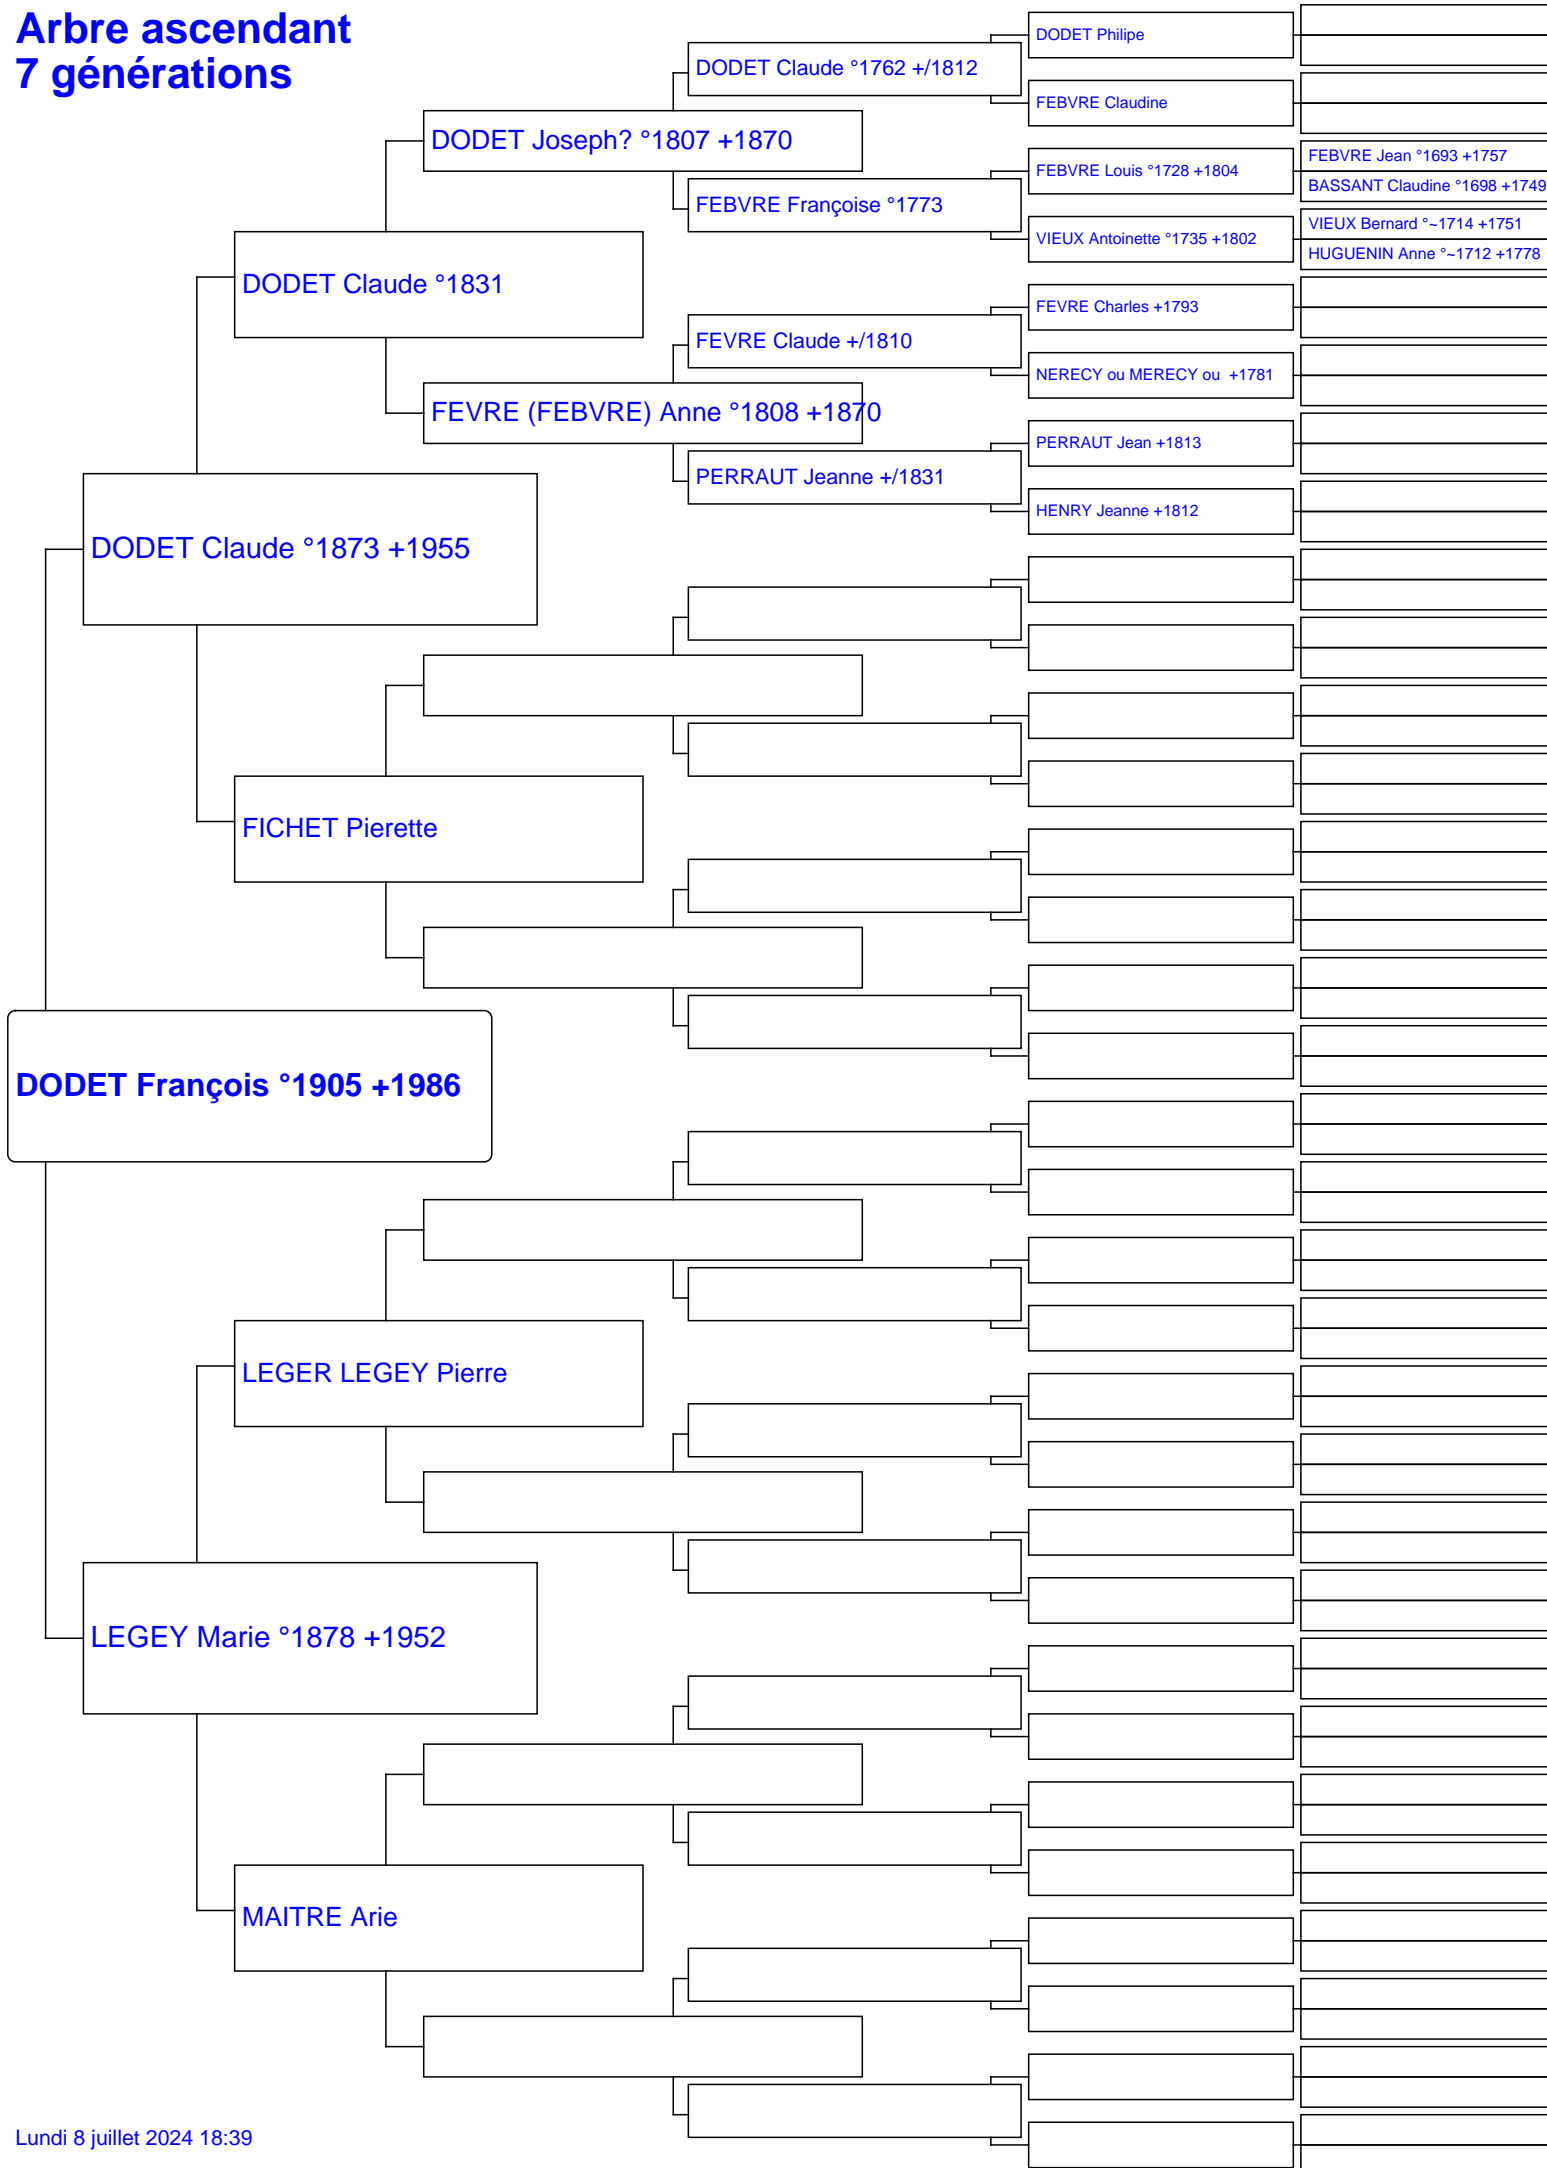 Arbre ascendant
7 générations
DODET Philipe
DODET Claude °1762 +/1812
FEBVRE Claudine
DODET Joseph? °1807 +1870
FEBVRE Jean °1693 +1757
FEBVRE Louis °1728 +1804
BASSANT Claudine °1698 +1749
FEBVRE Françoise °1773
VIEUX Bernard °~1714 +1751
VIEUX Antoinette °1735 +1802
HUGUENIN Anne °~1712 +1778
DODET Claude °1831
FEVRE Charles +1793
FEVRE Claude +/1810
NERECY ou MERECY ou  +1781
FEVRE (FEBVRE) Anne °1808 +1870
PERRAUT Jean +1813
PERRAUT Jeanne +/1831
HENRY Jeanne +1812
DODET Claude °1873 +1955
FICHET Pierette
DODET François °1905 +1986
LEGER LEGEY Pierre
LEGEY Marie °1878 +1952
MAITRE Arie
Lundi 8 juillet 2024 18:39